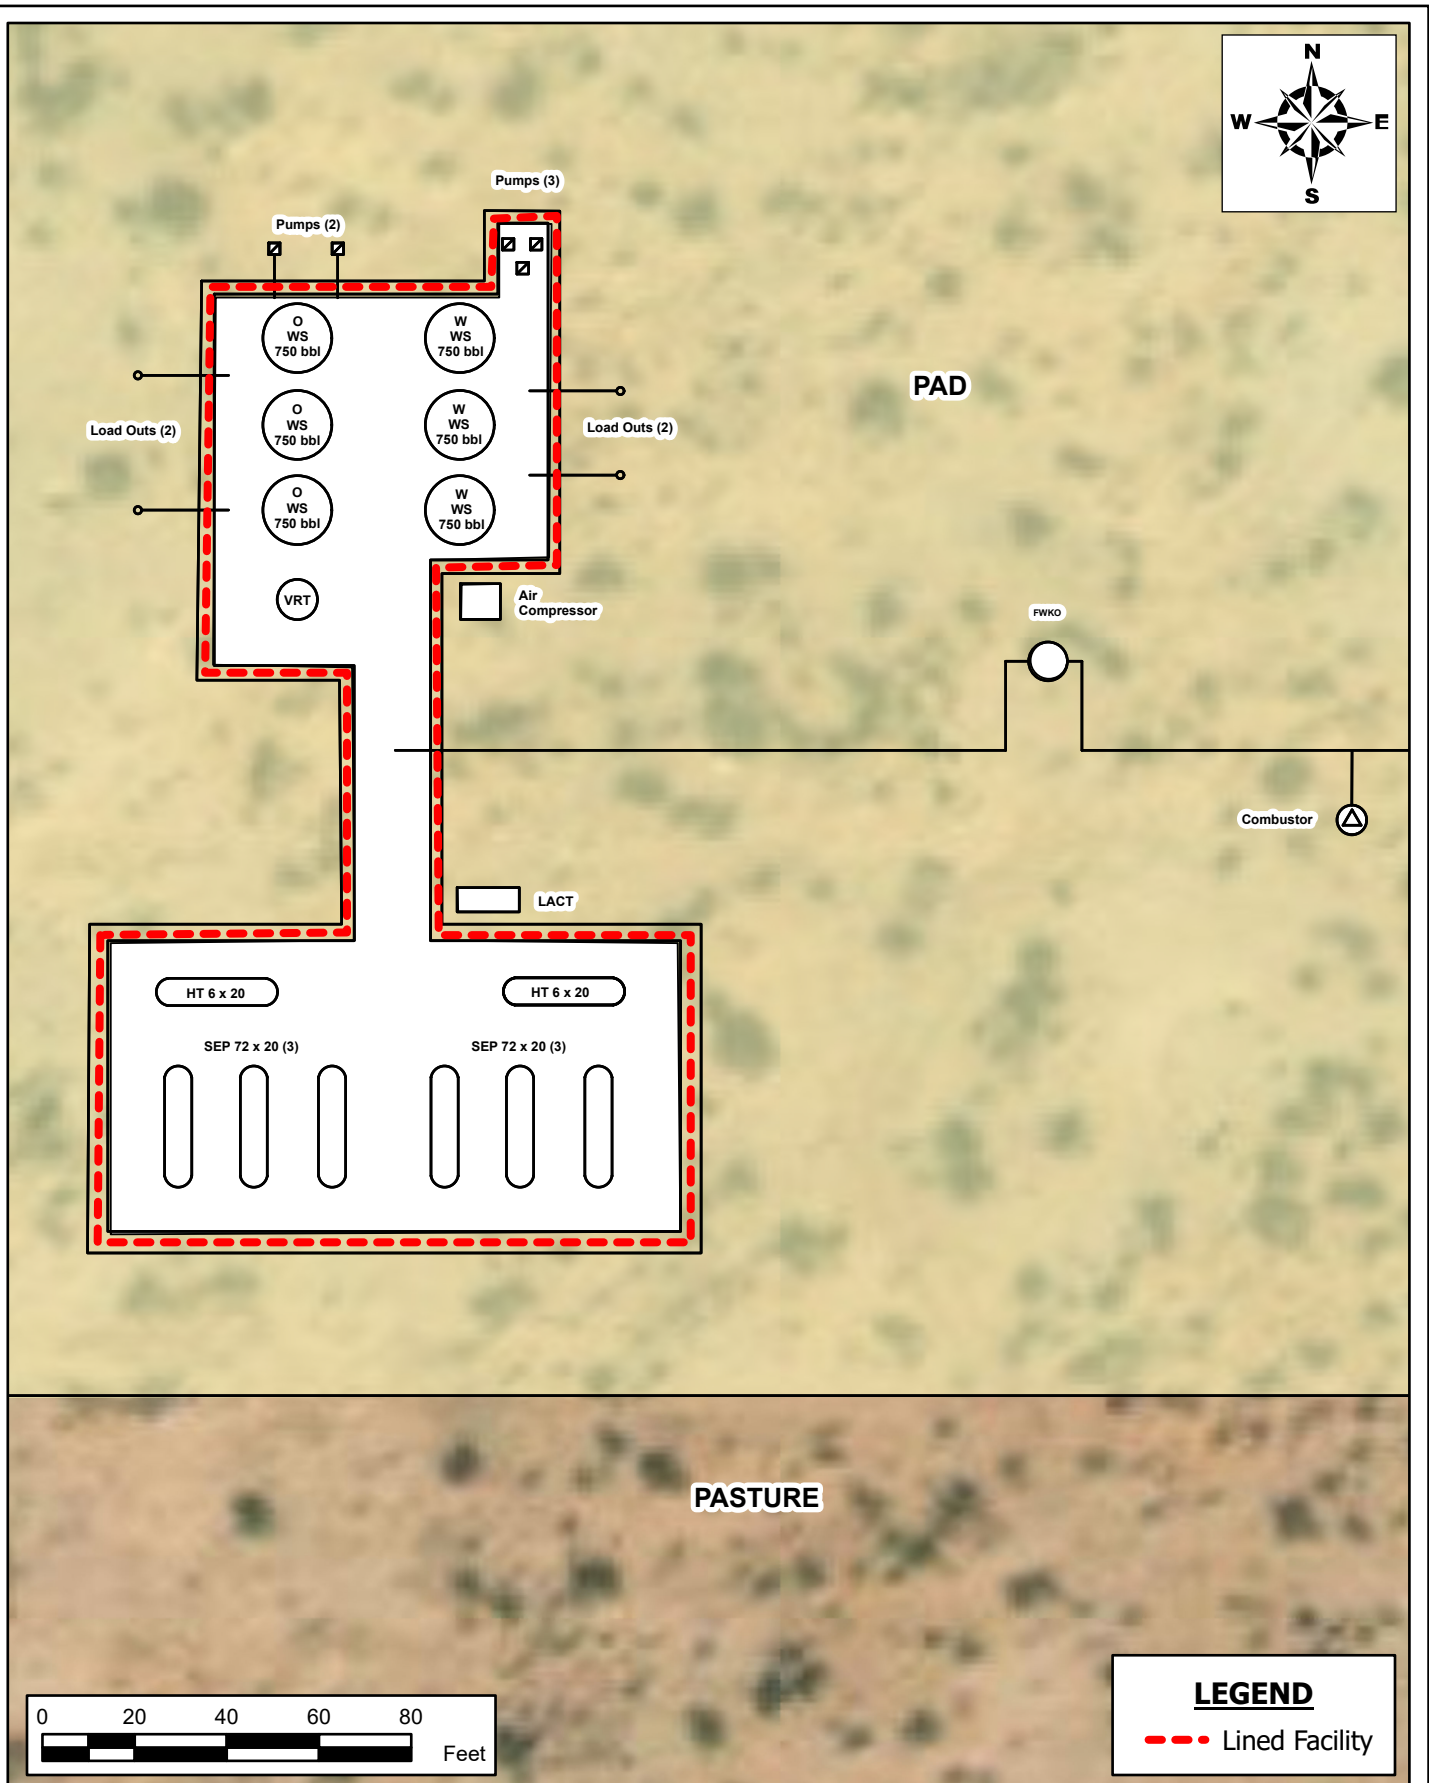 N
W E
S
Pumps (3)
Pumps (2)
O
WS
750 bbl
W
WS
750 bbl
PAD
O
WS
750 bbl
W
WS
750 bbl
Load Outs (2)
Load Outs (2)
O
WS
750 bbl
W
WS
750 bbl
VRT
Air
Compressor
FWKO
Combustor
LACT
HT 6 x 20
HT 6 x 20
SEP 72 x 20 (3)
SEP 72 x 20 (3)
PASTURE
0 20 40 60 80
Feet
LEGEND
Lined Facility